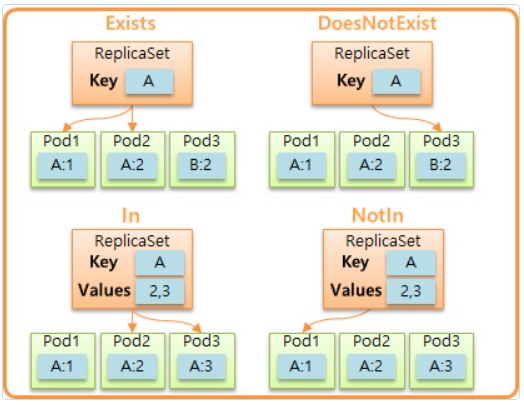 Exists
ReplicaSet
Key A
Pod1 Pod2 Pod3
A:1 A:2 B:2
DoesNotExist
ReplicaSet
Key A
Pod1 Pod2 Pod3
A:1 A:2 B:2
In
ReplicaSet
Key A
Values 2,3
Pod1 Pod2 Pod3
A:1 A:2 A:3
NotIn
ReplicaSet
Key A
Values 2,3
Pod1 Pod2 Pod3
A:1 A:2 A:3